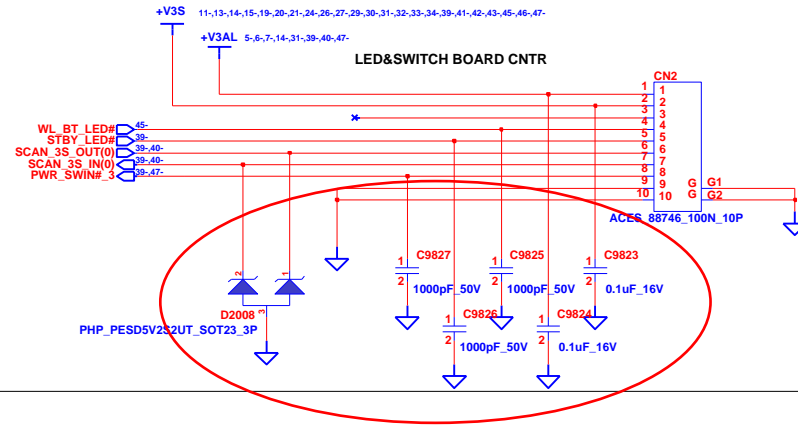 +V3S 11-,13-,14-,15-,19-,20-,21-,24-,26-,27-,29-,30-,31-,32-,33-,34-,39-,41-,42-,43-,45-,46-,47-
+V3AL 5-,6-,7-,14-,31-,39-,40-,47-
LED&SWITCH BOARD CNTR
CN2
1 1
2 2
3 3
WL_BT_LED# 45- 4 4
STBY_LED# 39- 5 5
SCAN_3S_OUT(0) 39-,40- 6 6
SCAN_3S_IN(0) 39-,40- 7 7
PWR_SWIN#_3 39-,47- 8 8
9 9 G G1
10 10 G G2
ACES_88746_100N_10P
C9827 C9825 C9823
1 1 1
2 1 2 2 2
1000pF_50V 1000pF_50V 0.1uF_16V
D2008 3 C9826 C9824
PHP_PESD5V2S2UT_SOT23_3P 1 1
2 1000pF_50V 2 0.1uF_16V